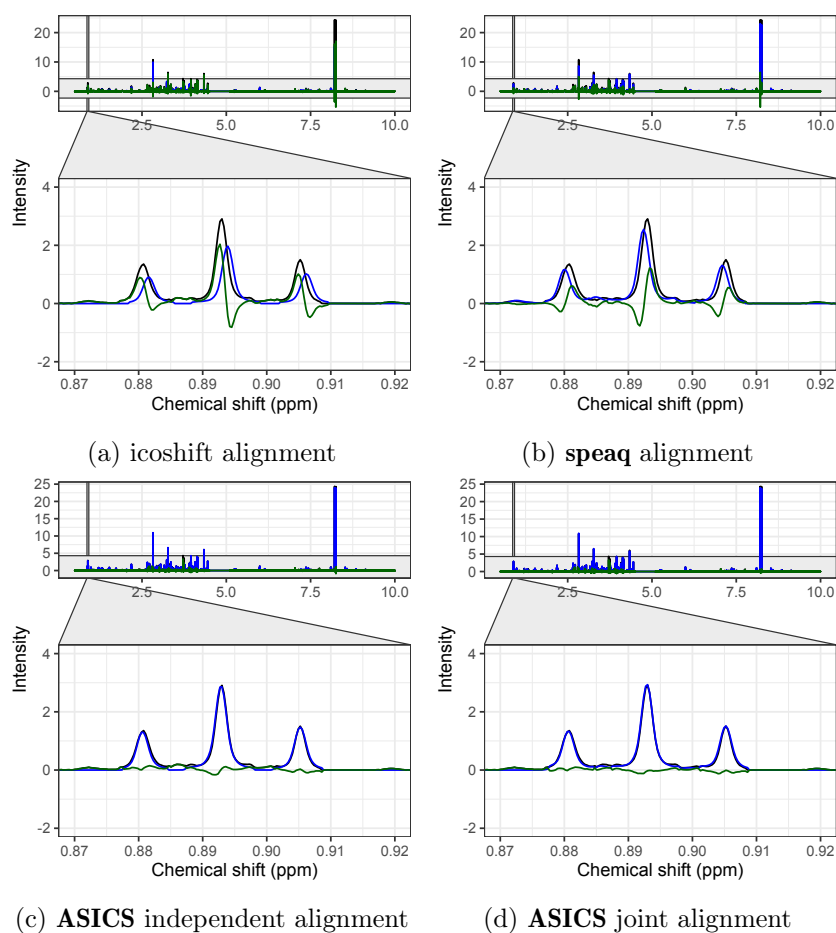 20
10
0
2.5 5.0 7.5 10.0
Intensity
4
2
0
-2
0.87 0.88 0.89 0.90 0.91 0.92
Chemical shift (ppm)
(a) icoshift alignment
20
10
0
2.5 5.0 7.5 10.0
Intensity
4
2
0
-2
0.87 0.88 0.89 0.90 0.91 0.92
Chemical shift (ppm)
(b) speaq alignment
25
20
15
10
5
0
2.5 5.0 7.5 10.0
Intensity
4
2
0
-2
0.87 0.88 0.89 0.90 0.91 0.92
Chemical shift (ppm)
(c) ASICS independent alignment
25
20
15
10
5
0
2.5 5.0 7.5 10.0
Intensity
4
2
0
-2
0.87 0.88 0.89 0.90 0.91 0.92
Chemical shift (ppm)
(d) ASICS joint alignment